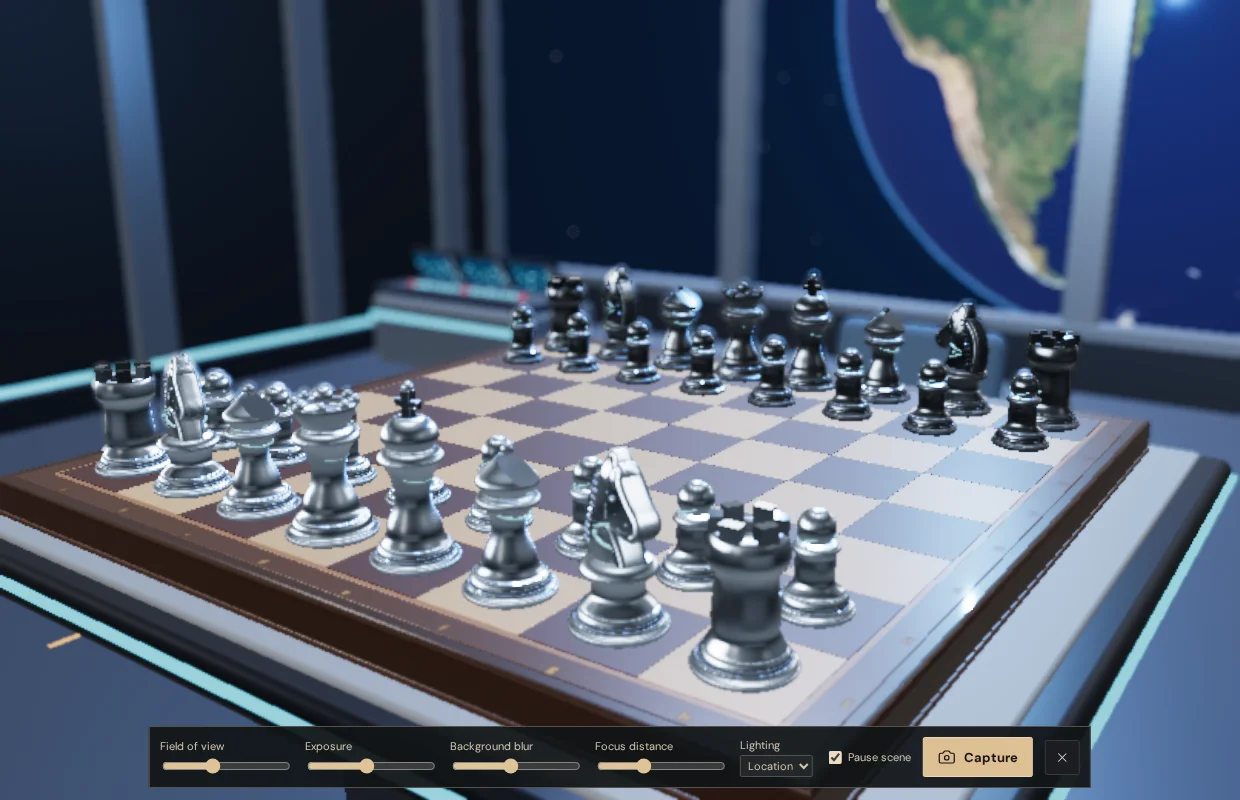 Field of view
Exposure
Background blur
Focus distance
Lighting
Location
Pause scene
Capture